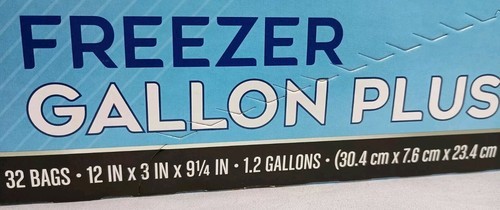 FREEZER
GALLON PLUS
32 BAGS • 12 IN x 3 IN x 9¼ IN • 1.2 GALLONS • (30.4 cm x 7.6 cm x 23.4 cm